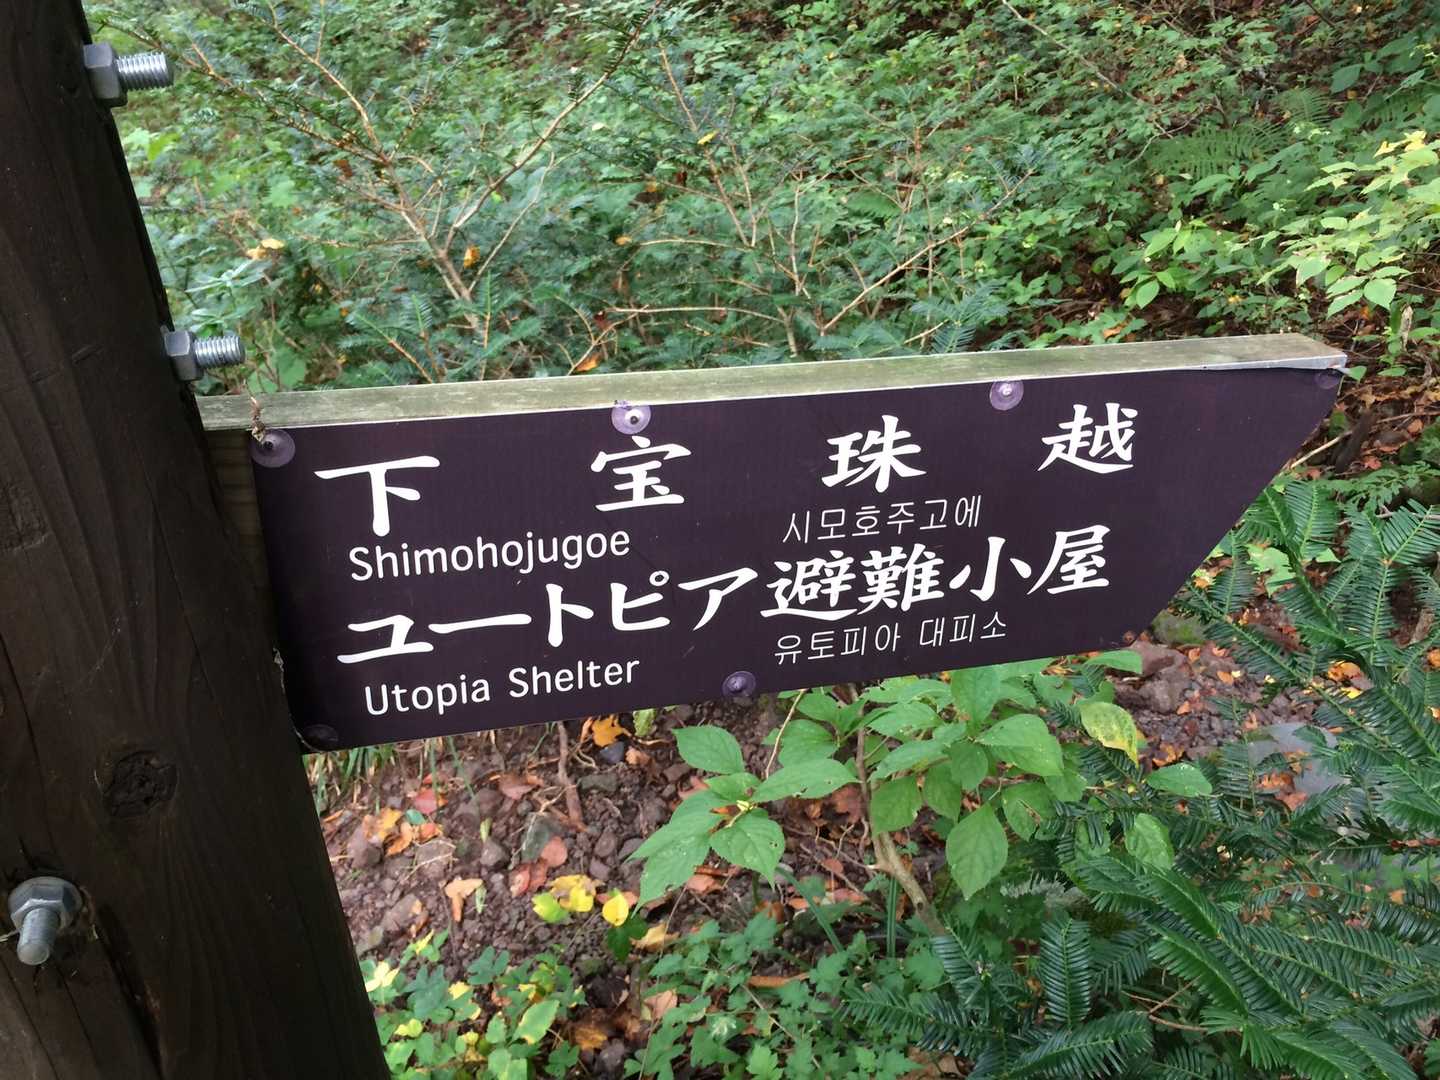 下宝珠越
Shimohojugoe
시모호주고에
ユートピア避難小屋
Utopia Shelter
유토피아 대피소